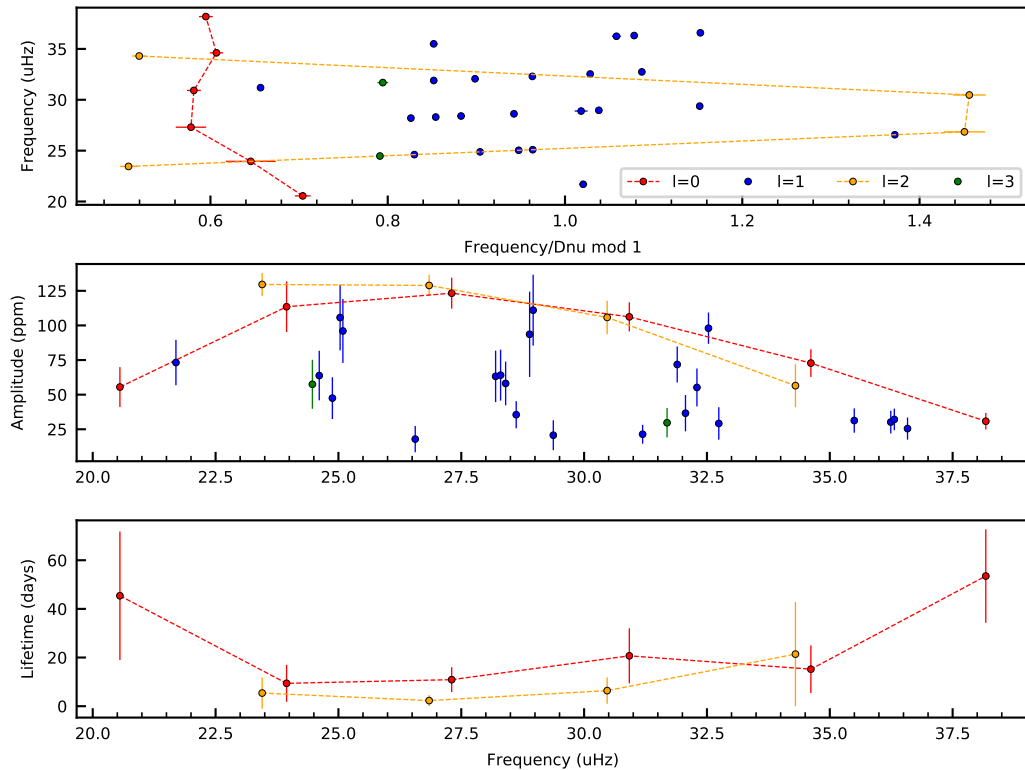 Frequency (uHz)
35
30
25
20
l=0 l=1 l=2 l=3
0.6 0.8 1.0 1.2 1.4
Frequency/Dnu mod 1
Amplitude (ppm)
125
100
75
50
25
20.0 22.5 25.0 27.5 30.0 32.5 35.0 37.5
Lifetime (days)
60
40
20
0
20.0 22.5 25.0 27.5 30.0 32.5 35.0 37.5
Frequency (uHz)